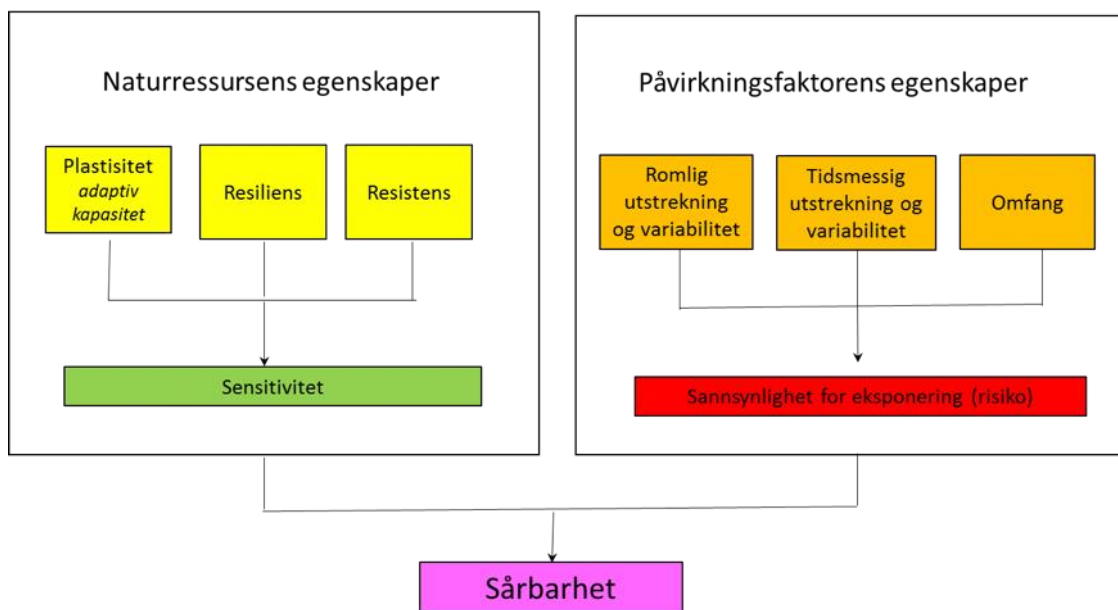 Naturressursens egenskaper
Plastisitet
adaptiv
kapasitet
Resiliens
Resistens
Sensitivitet
Påvirkningsfaktorens egenskaper
Romlig
utstrekning
og variabilitet
Tidsmessig
utstrekning og
variabilitet
Omfang
Sannsynlighet for eksponering (risiko)
Sårbarhet